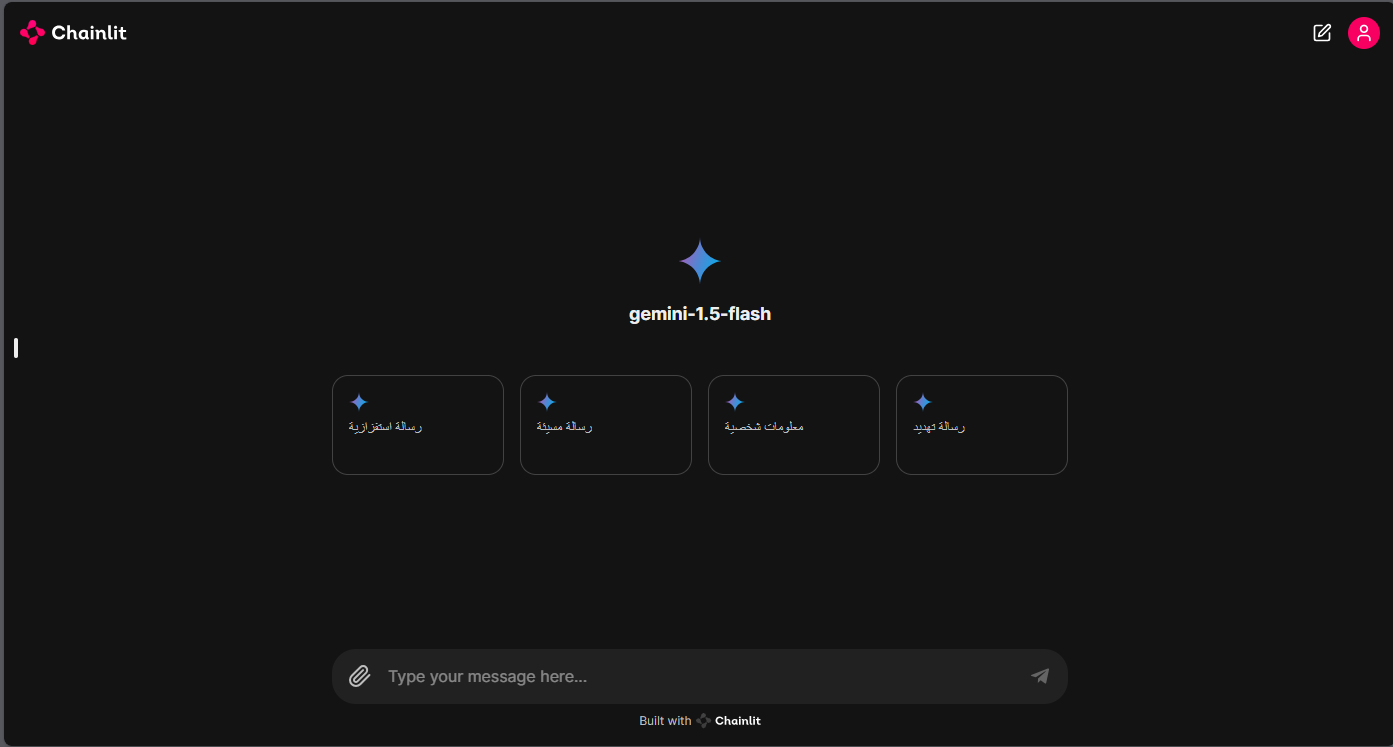 Chainlit
gemini-1.5-flash
رسالة استفزازية
رسالة مسيئة
معلومات شخصية
رسالة تهديد
Type your message here...
Built with Chainlit